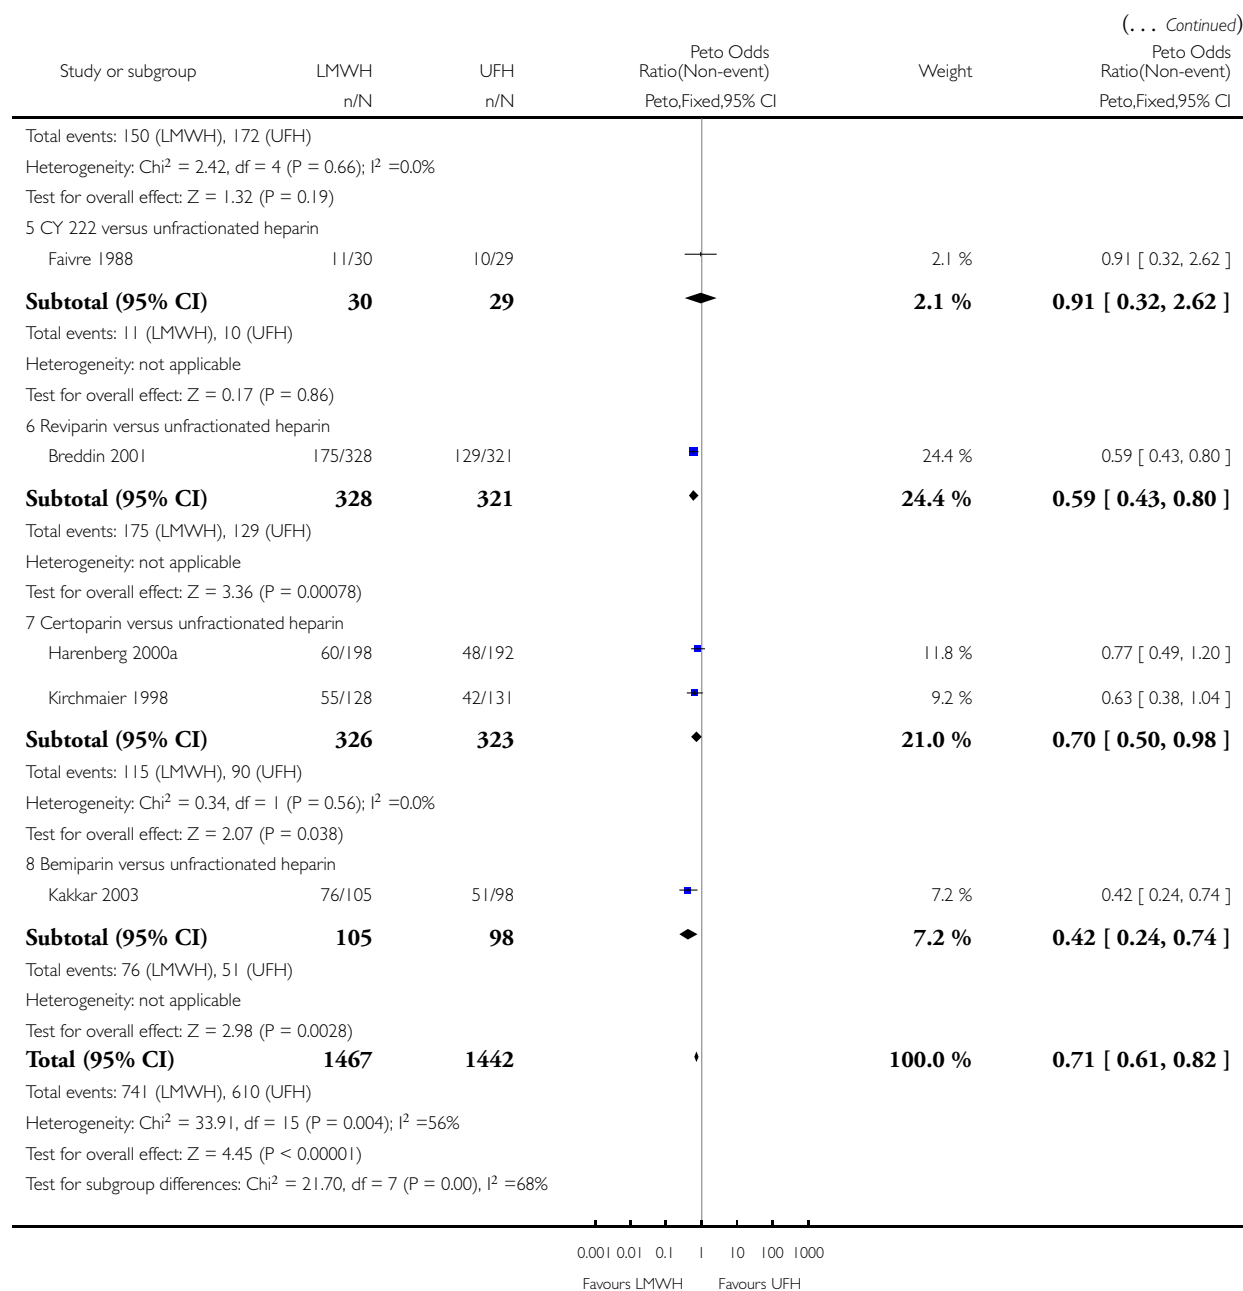 (... Continued)
Study or subgroup LMWH UFH Peto Odds Ratio(Non-event) Weight Peto Odds Ratio(Non-event)
n/N n/N Peto,Fixed,95% CI Peto,Fixed,95% CI
Total events: 150 (LMWH), 172 (UFH)
Heterogeneity: Chi² = 2.42, df = 4 (P = 0.66); I² =0.0%
Test for overall effect: Z = 1.32 (P = 0.19)
5 CY 222 versus unfractionated heparin
Faivre 1988 11/30 10/29 2.1 % 0.91 [ 0.32, 2.62 ]
Subtotal (95% CI) 30 29 2.1 % 0.91 [ 0.32, 2.62 ]
Total events: 11 (LMWH), 10 (UFH)
Heterogeneity: not applicable
Test for overall effect: Z = 0.17 (P = 0.86)
6 Reviparin versus unfractionated heparin
Breddin 2001 175/328 129/321 24.4 % 0.59 [ 0.43, 0.80 ]
Subtotal (95% CI) 328 321 24.4 % 0.59 [ 0.43, 0.80 ]
Total events: 175 (LMWH), 129 (UFH)
Heterogeneity: not applicable
Test for overall effect: Z = 3.36 (P = 0.00078)
7 Certoparin versus unfractionated heparin
Harenberg 2000a 60/198 48/192 11.8 % 0.77 [ 0.49, 1.20 ]
Kirchmaier 1998 55/128 42/131 9.2 % 0.63 [ 0.38, 1.04 ]
Subtotal (95% CI) 326 323 21.0 % 0.70 [ 0.50, 0.98 ]
Total events: 115 (LMWH), 90 (UFH)
Heterogeneity: Chi² = 0.34, df = 1 (P = 0.56); I² =0.0%
Test for overall effect: Z = 2.07 (P = 0.038)
8 Bemiparin versus unfractionated heparin
Kakkar 2003 76/105 51/98 7.2 % 0.42 [ 0.24, 0.74 ]
Subtotal (95% CI) 105 98 7.2 % 0.42 [ 0.24, 0.74 ]
Total events: 76 (LMWH), 51 (UFH)
Heterogeneity: not applicable
Test for overall effect: Z = 2.98 (P = 0.0028)
Total (95% CI) 1467 1442 100.0 % 0.71 [ 0.61, 0.82 ]
Total events: 741 (LMWH), 610 (UFH)
Heterogeneity: Chi² = 33.91, df = 15 (P = 0.004); I² =56%
Test for overall effect: Z = 4.45 (P < 0.00001)
Test for subgroup differences: Chi² = 21.70, df = 7 (P = 0.00), I² =68%
0.001 0.01 0.1 1 10 100 1000
Favours LMWH Favours UFH